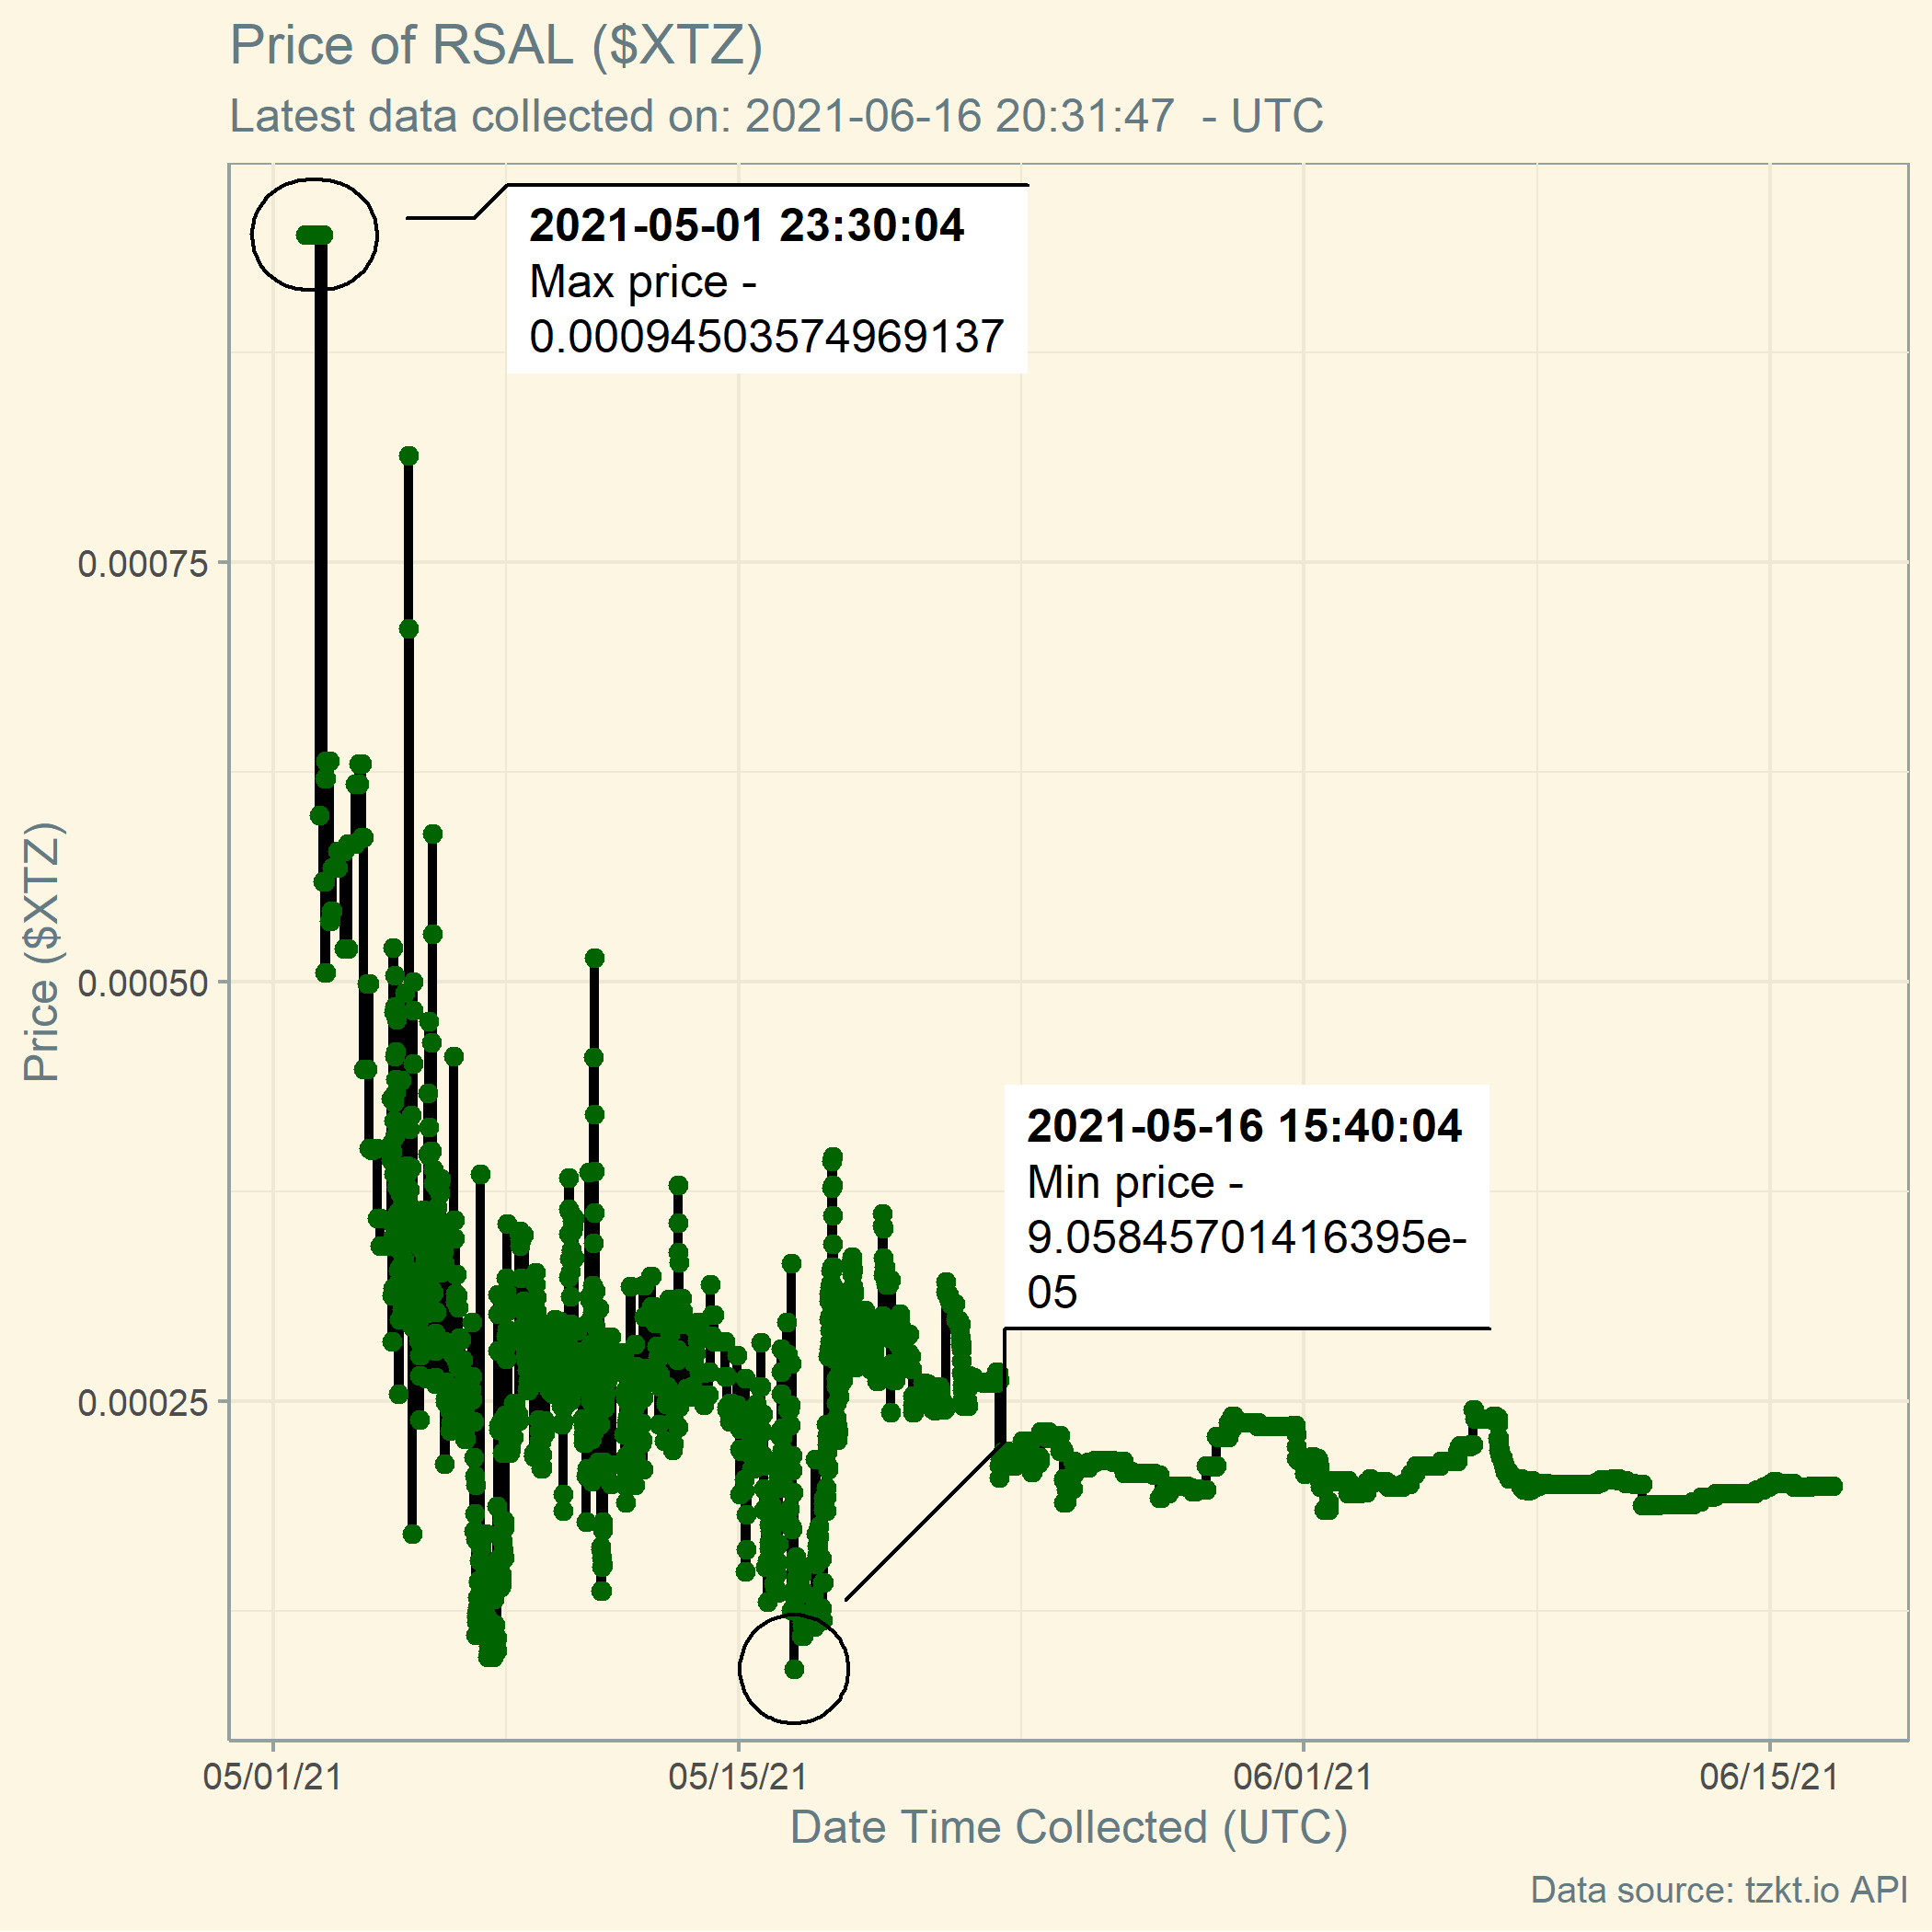 Price of RSAL ($XTZ)
Latest data collected on: 2021-06-16 20:31:47  - UTC
2021-05-01 23:30:04
Max price -
0.000945035749​69137
0.00075
Price ($XTZ)
0.00050
2021-05-16 15:40:04
Min price -
9.05845701416395e-
05
0.00025
05/01/21
05/15/21
06/01/21
06/15/21
Date Time Collected (UTC)
Data source: tzkt.io API